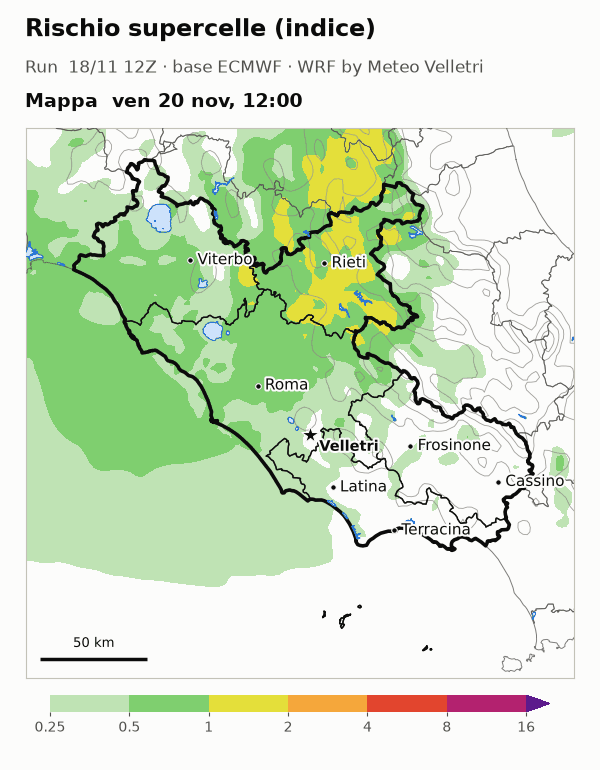 Rischio supercelle (indice)
Run  18/11 12Z · base ECMWF · WRF by Meteo Velletri
Mappa  ven 20 nov, 12:00
Viterbo
Rieti
Roma
Velletri
Frosinone
Latina
Cassino
Terracina
50 km
0.25 0.5 1 2 4 8 16